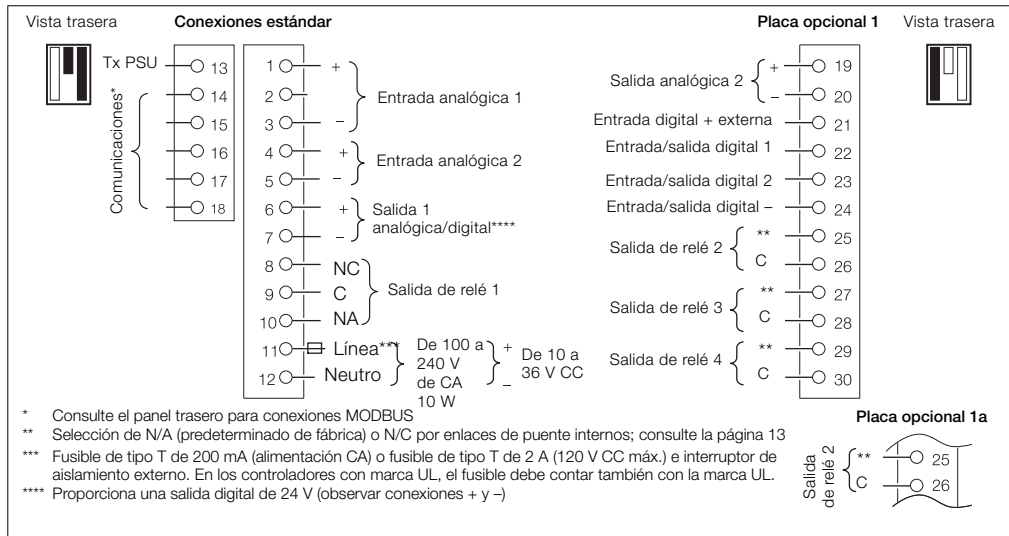 Vista trasera
Conexiones estándar
Placa opcional 1
Vista trasera
Tx PSU
13
Comunicaciones*
14
15
16
17
18
1 +
2
3 –
Entrada analógica 1
4 +
5 –
Entrada analógica 2
6 +
7 –
Salida 1
analógica/digital****
8 NC
9 C
10 NA
Salida de relé 1
11 Línea***
12 Neutro
De 100 a
240 V
de CA
10 W
+
–
De 10 a
36 V CC
Salida analógica 2
+ 19
– 20
Entrada digital + externa 21
Entrada/salida digital 1 22
Entrada/salida digital 2 23
Entrada/salida digital – 24
Salida de relé 2
** 25
C 26
Salida de relé 3
** 27
C 28
Salida de relé 4
** 29
C 30
* Consulte el panel trasero para conexiones MODBUS
** Selección de N/A (predeterminado de fábrica) o N/C por enlaces de puente internos; consulte la página 13
*** Fusible de tipo T de 200 mA (alimentación CA) o fusible de tipo T de 2 A (120 V CC máx.) e interruptor de
aislamiento externo. En los controladores con marca UL, el fusible debe contar también con la marca UL.
**** Proporciona una salida digital de 24 V (observar conexiones + y –)
Placa opcional 1a
Salida
de relé 2
** 25
C 26